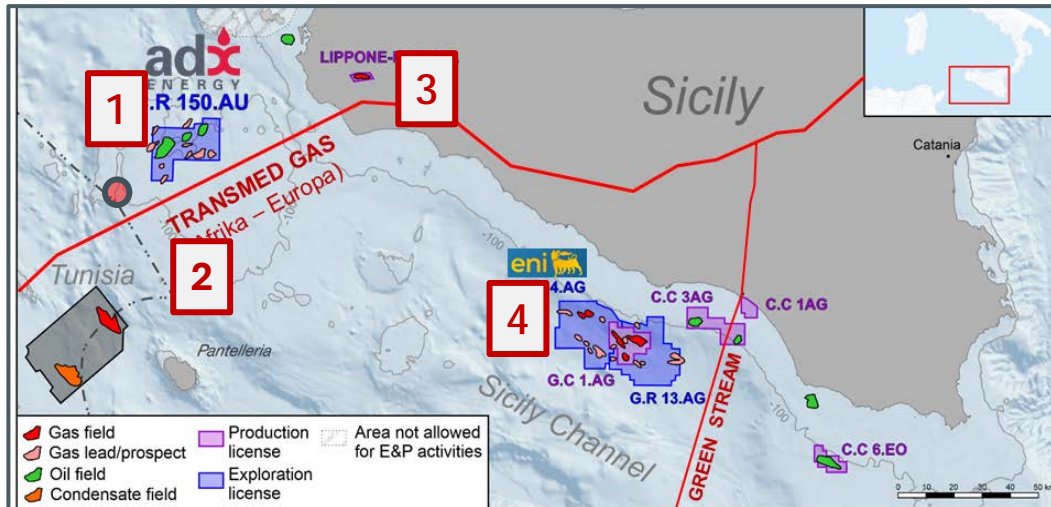 adx
ENERGY
1
.R 150.AU
LIPPONE-
3
Sicily
Catania
TRANSMED GAS
frika – Europa)
2
Tunisia
Pantelleria
-100
-100
-100
-100
eni
4.AG
4
C.C 3AG
C.C 1AG
G.C 1.AG
G.R 13.AG
Sicily Channel
GREEN STREAM
C.C 6.EO
Gas field
Gas lead/prospect
Oil field
Condensate field
Production
license
Exploration
license
Area not allowed
for E&P activities
0 10 20 30 40 50 km